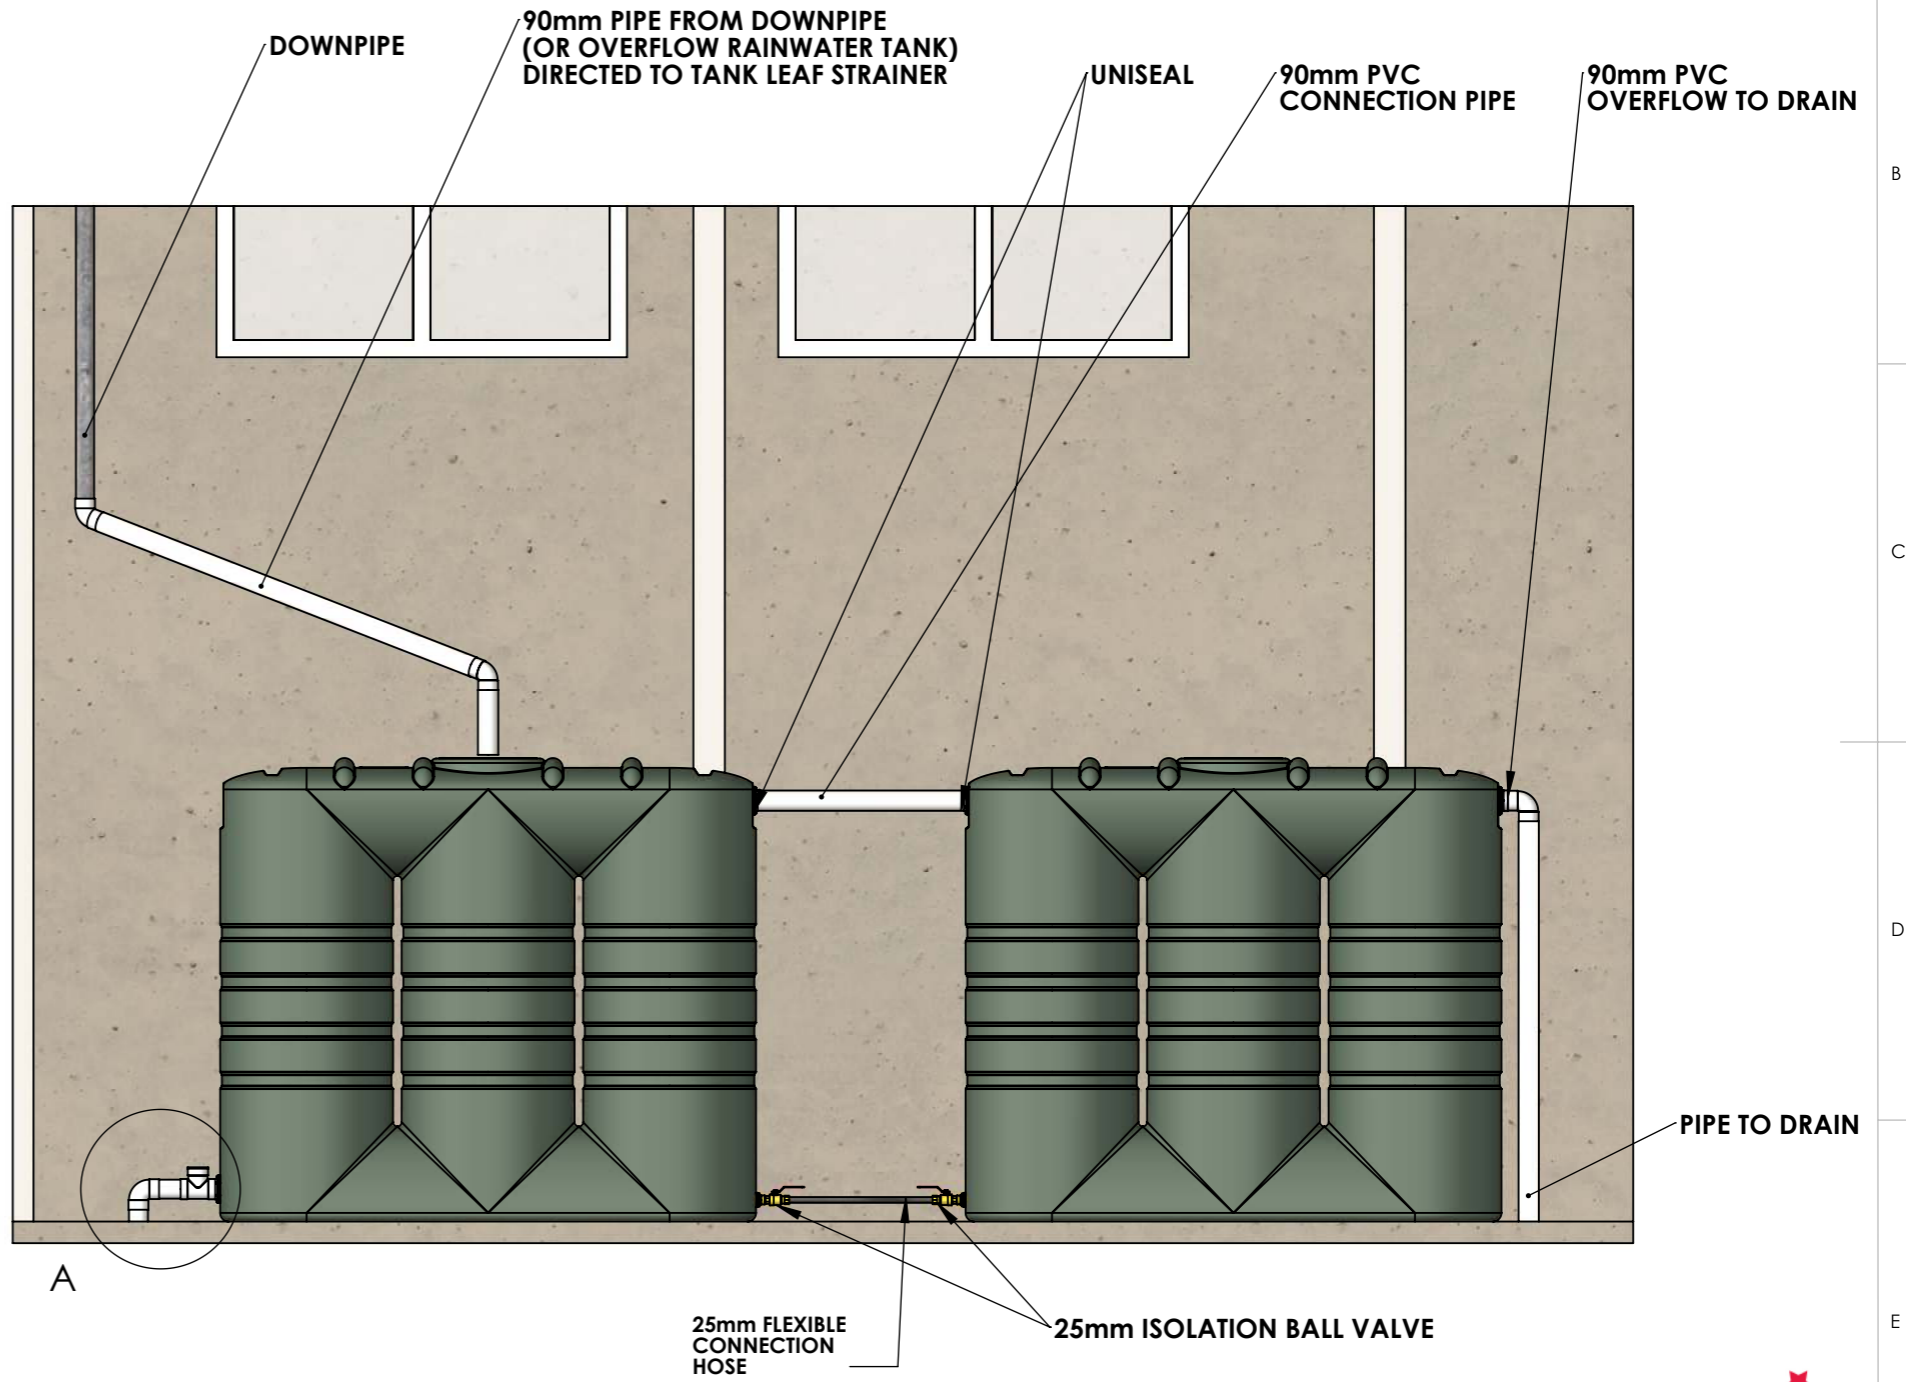 DOWNPIPE
90mm PIPE FROM DOWNPIPE
(OR OVERFLOW RAINWATER TANK)
DIRECTED TO TANK LEAF STRAINER
UNISEAL
90mm PVC
CONNECTION PIPE
90mm PVC
OVERFLOW TO DRAIN
B
C
D
PIPE TO DRAIN
A
25mm FLEXIBLE
CONNECTION
HOSE
25mm ISOLATION BALL VALVE
E